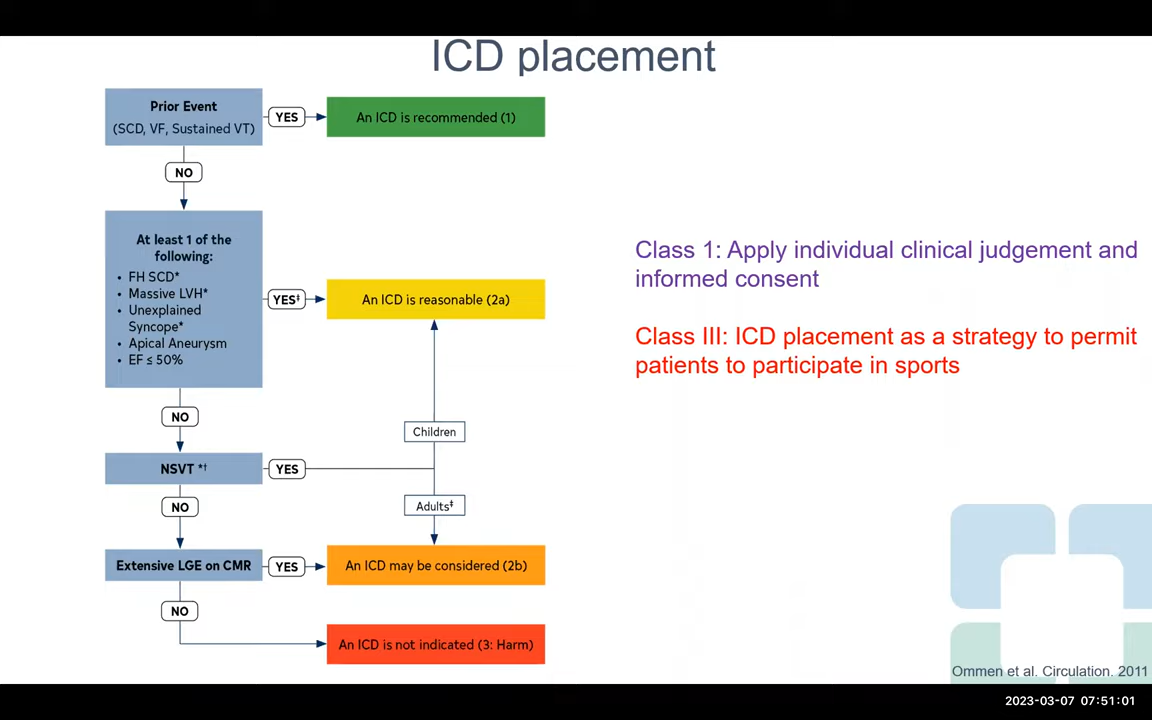 ICD placement
Prior Event
(SCD, VF, Sustained VT)
YES
An ICD is recommended (1)
NO
At least 1 of the
following:
• FH SCD*
• Massive LVH*
• Unexplained
Syncope*
• Apical Aneurysm
• EF ≤ 50%
YES‡
An ICD is reasonable (2a)
NO
Children
NSVT *†
YES
NO
Adults‡
Extensive LGE on CMR
YES
An ICD may be considered (2b)
NO
An ICD is not indicated (3: Harm)
Class 1: Apply individual clinical judgement and
informed consent
Class III: ICD placement as a strategy to permit
patients to participate in sports
Ommen et al. Circulation. 2011
2023-03-07 07:51:01